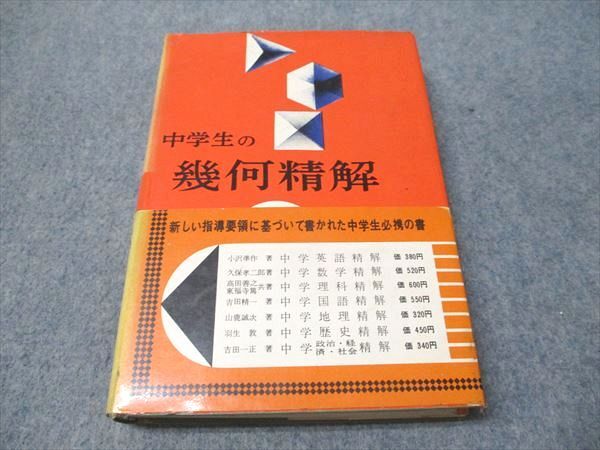 中学生の
幾何精解
新しい指導要領に基づいて書かれた中学生必携の書
小沢準作 著 中学英語精解 価 380円
久保孝二郎著 中学数学精解 価 520円
高田善之 東福寺篤 共著 中学理科精解 価 600円
吉田精一 著 中学国語精解 価 550円
山鹿誠次 著 中学地理精解 価 320円
羽生 敦 著 中学歴史精解 価 450円
吉田一正 著 中学政治・経済・社会精解 価 340円